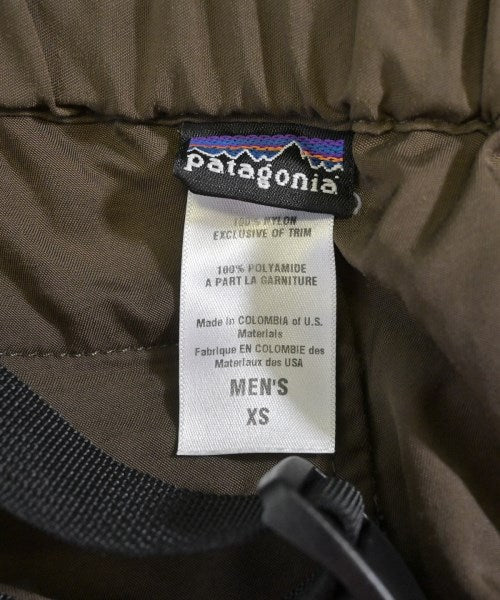 patagonia
100% NYLON
EXCLUSIVE OF TRIM
100% POLYAMIDE
A PART LA GARNITURE
Made in COLOMBIA of U.S.
Materials
Fabrique EN COLOMBIE des
Materiaux des USA
MEN'S
XS